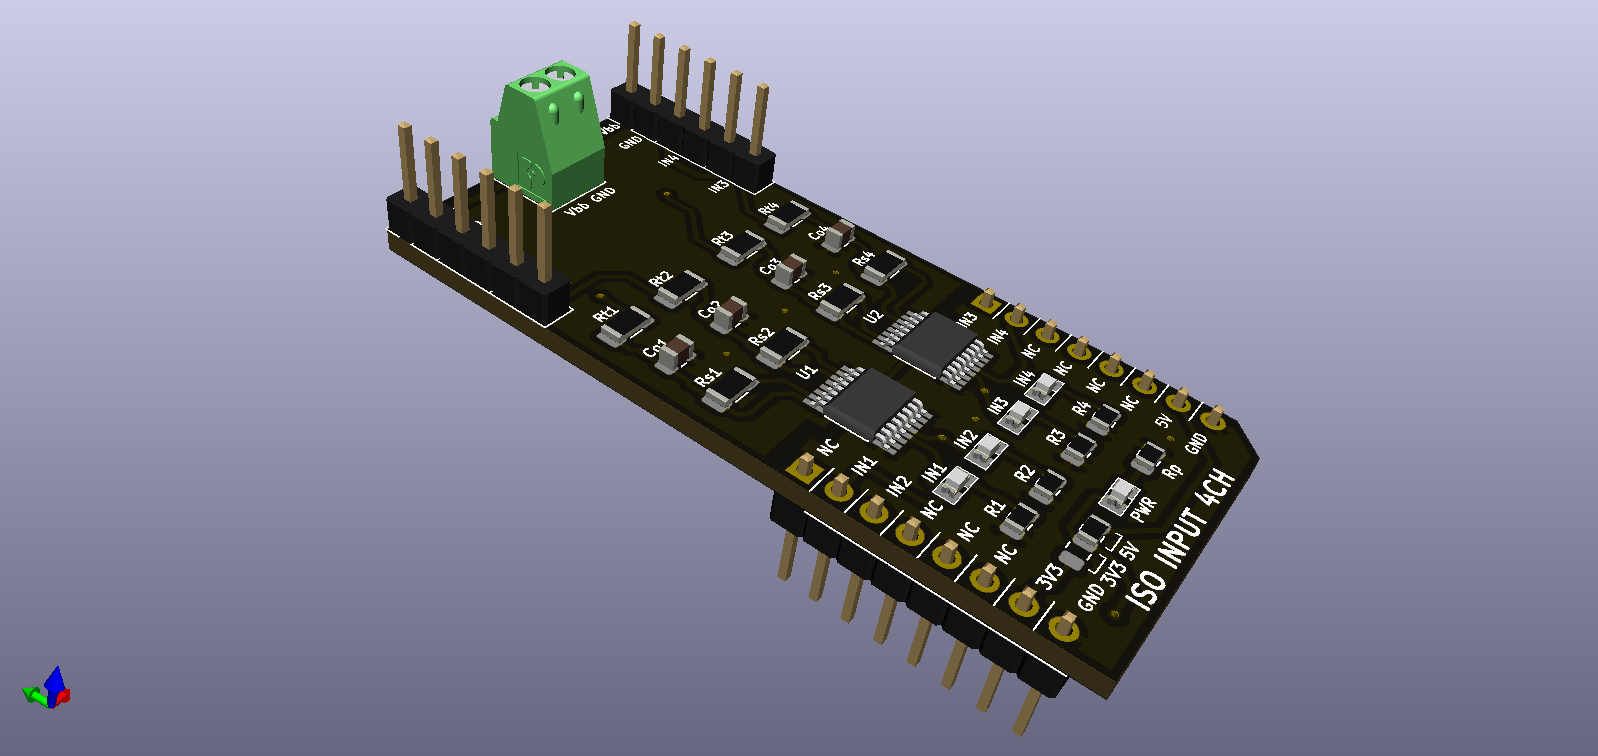 Vbb
GND
IN4
IN3
Vbb GND
Rt4
Co4
Rt3
Rs4
Co3
Rt2
Rs3
Co2
Rt1
Rs2
Co1
Rs1
U2
U1
IN3
IN4
NC
NC
NC
NC
5V
GND
IN4
IN3
IN2
IN1
R4
R3
R2
R1
Rp
PWR
NC
IN1
IN2
NC
NC
NC
3V3
GND
3V3 5V
ISO INPUT 4CH